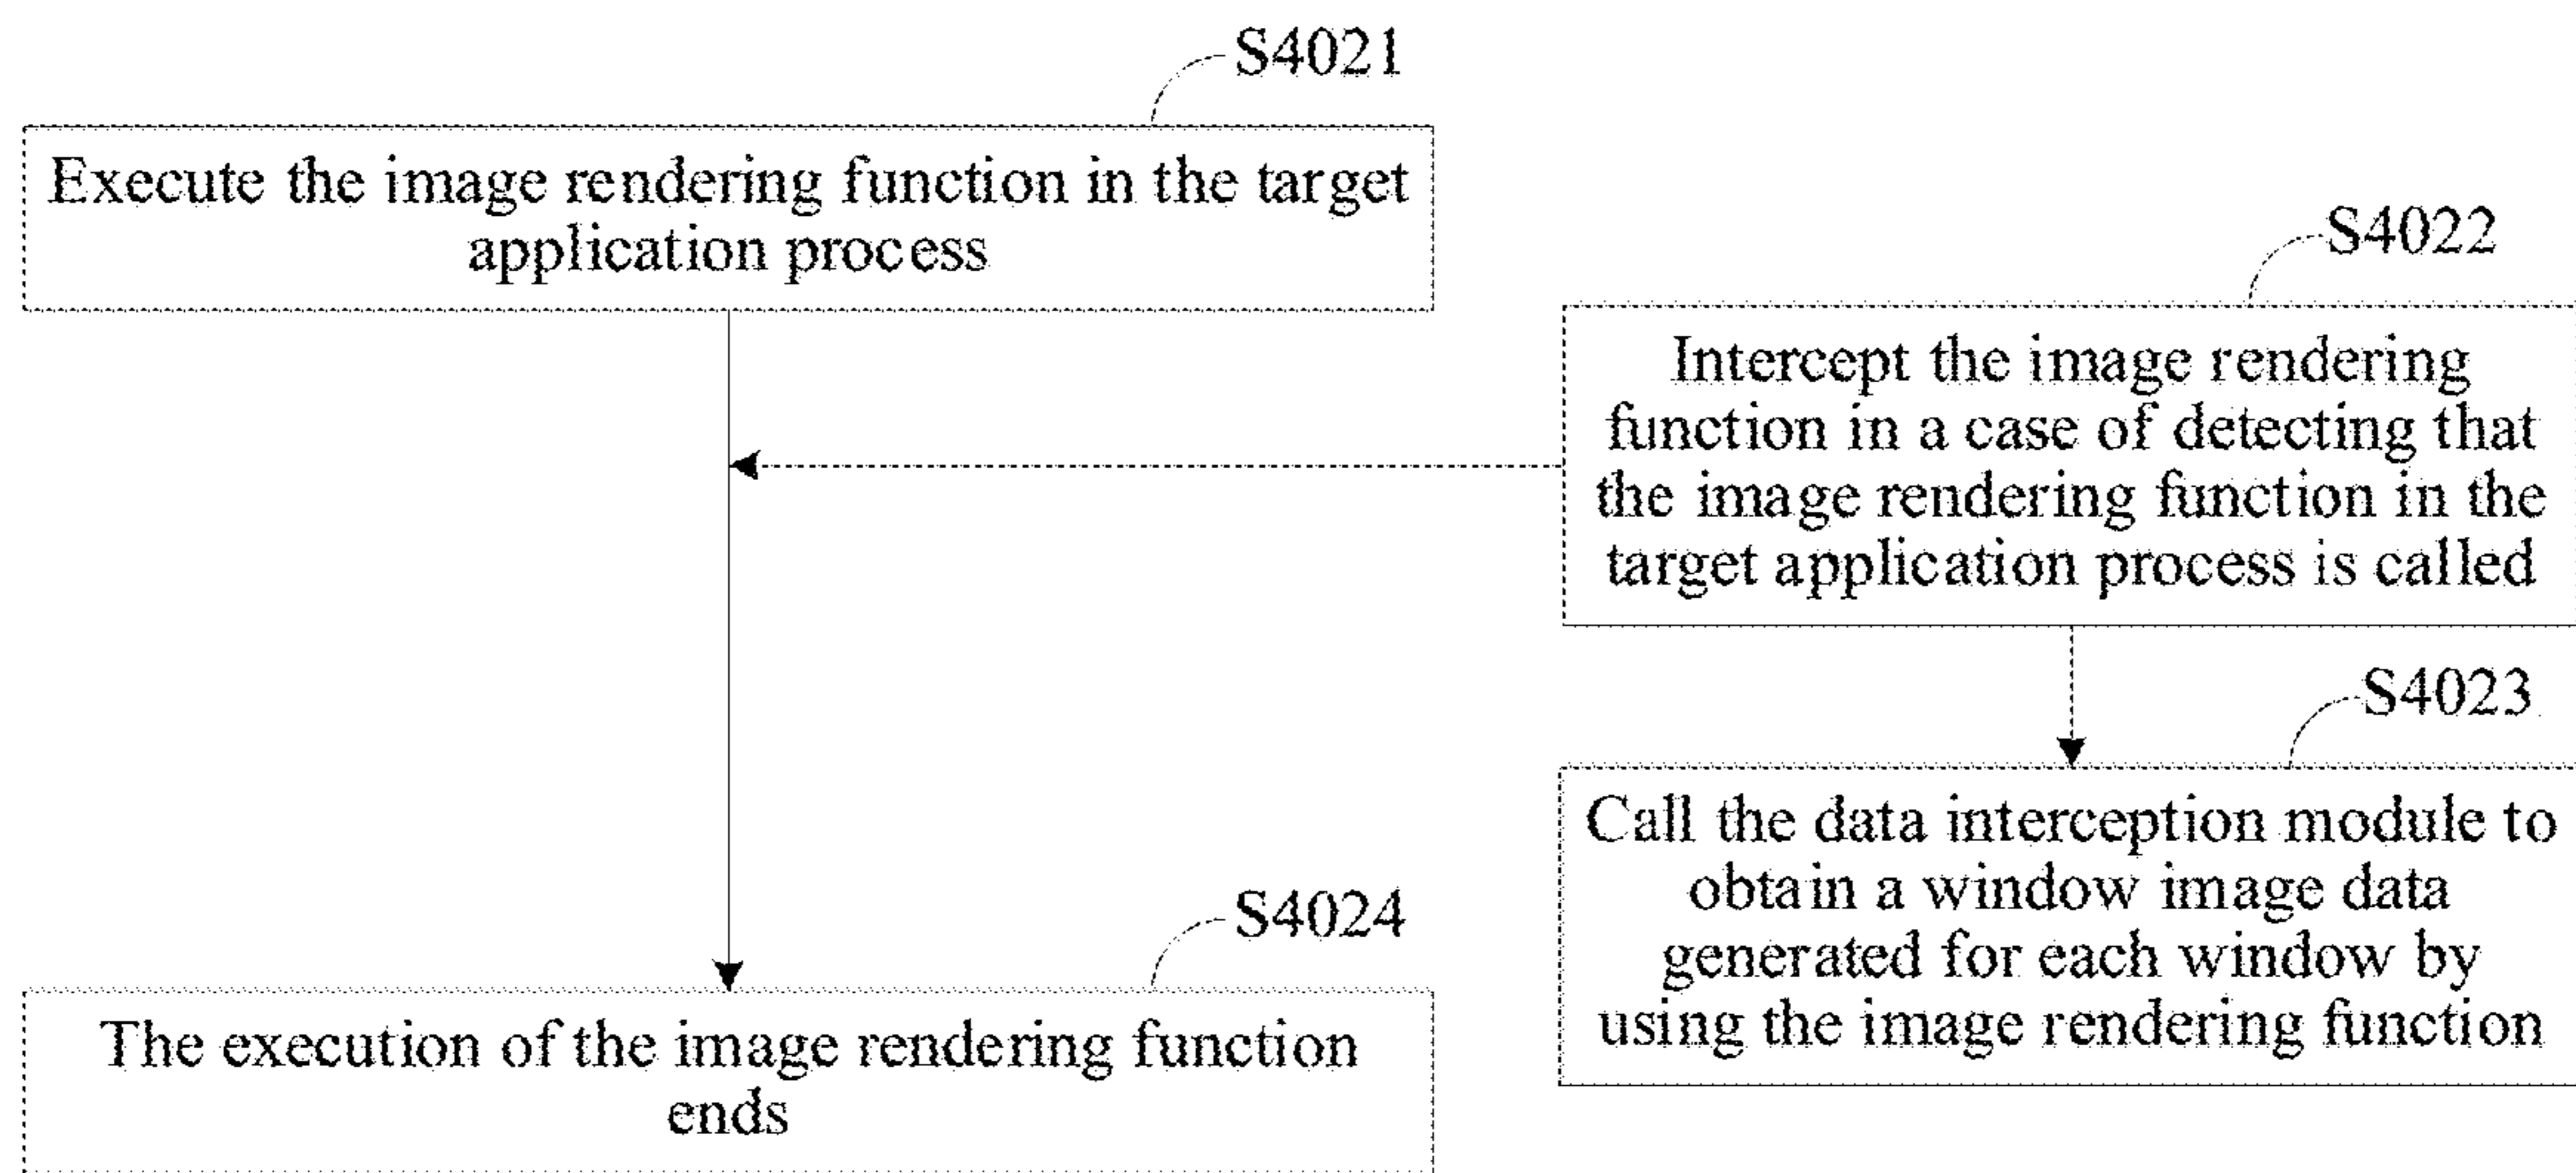 S4021
Execute the image rendering function in the target
application process
S4022
Intercept the image rendering
function in a case of detecting that
the image rendering function in the
target application process is called
S4023
Call the data interception module to
obtain a window image data
generated for each window by
using the image rendering function
S4024
The execution of the image rendering function
ends